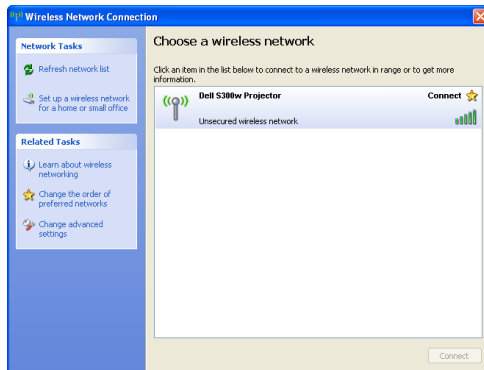 Wireless Network Connection
Network Tasks
Refresh network list
Set up a wireless network
for a home or small office
Related Tasks
Learn about wireless
networking
Change the order of
preferred networks
Change advanced
settings
Choose a wireless network
Click an item in the list below to connect to a wireless network in range or to get more
information.
Dell S300w Projector
Connect
Unsecured wireless network
Connect